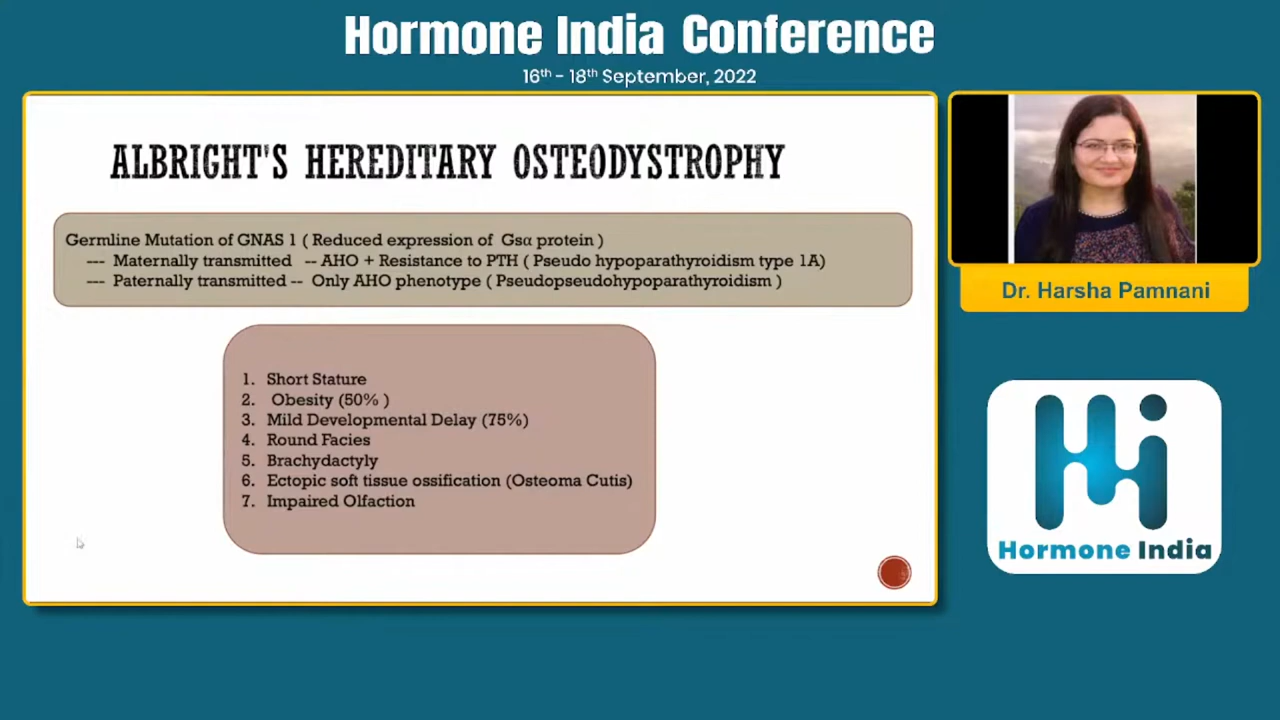 Hormone India Conference
16th - 18th September, 2022
ALBRIGHT'S HEREDITARY OSTEODYSTROPHY
Germline Mutation of GNAS 1 ( Reduced expression of Gsα protein )
--- Maternally transmitted -- AHO + Resistance to PTH ( Pseudo hypoparathyroidism type 1A)
--- Paternally transmitted -- Only AHO phenotype ( Pseudopseudohypoparathyroidism )
1. Short Stature
2. Obesity (50% )
3. Mild Developmental Delay (75%)
4. Round Facies
5. Brachydactyly
6. Ectopic soft tissue ossification (Osteoma Cutis)
7. Impaired Olfaction
Dr. Harsha Pamnani
Hi
Hormone India